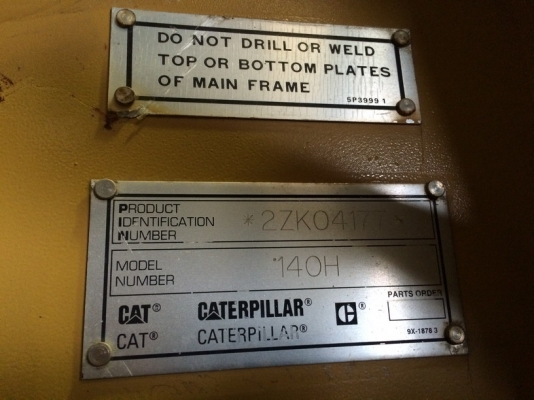 DO NOT DRILL OR WELD
TOP OR BOTTOM PLATES
OF MAIN FRAME
5P3999 1
PRODUCT
IDENTIFICATION
NUMBER
MODEL
NUMBER
140H
CAT® CATERPILLAR® C®
CAT® CATERPILLAR®
PARTS ORDER
9X-1878 3